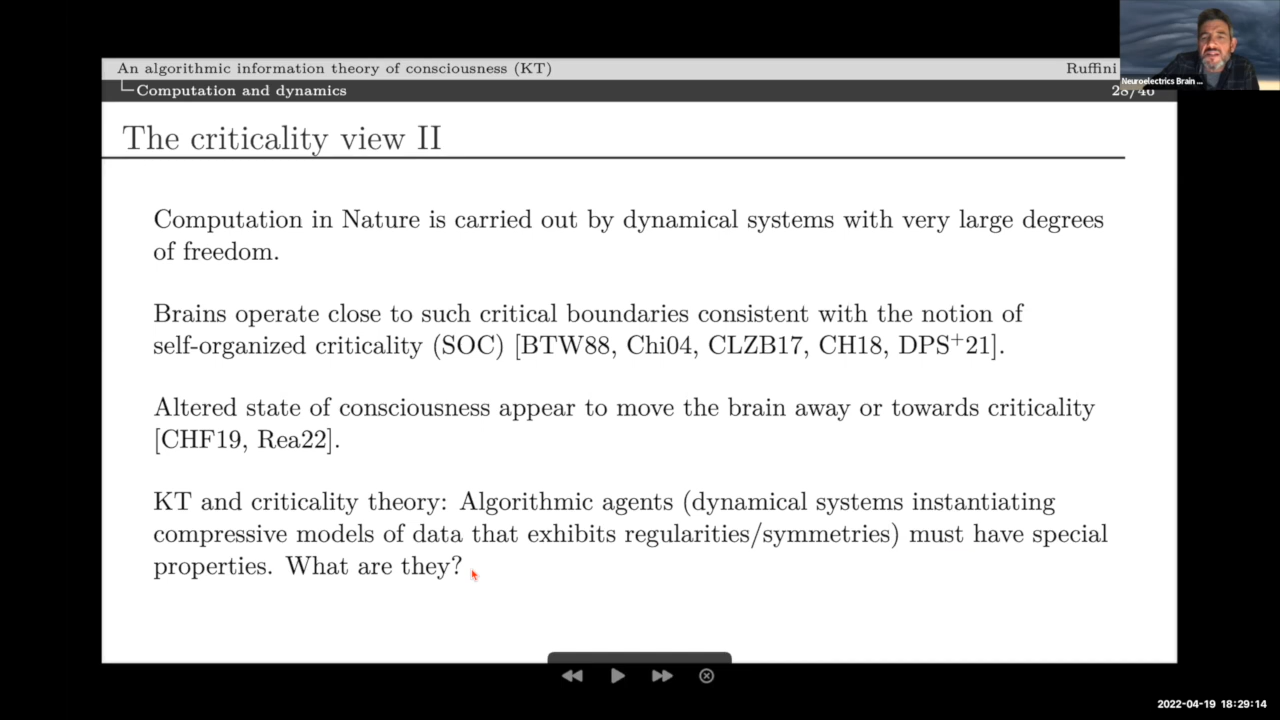 An algorithmic information theory of consciousness (KT)
Ruffini
Neuroelectrics Brain ...
Computation and dynamics
28/46
The criticality view II
Computation in Nature is carried out by dynamical systems with very large degrees
of freedom.
Brains operate close to such critical boundaries consistent with the notion of
self-organized criticality (SOC) [BTW88, Chi04, CLZB17, CH18, DPS+21].
Altered state of consciousness appear to move the brain away or towards criticality
[CHF19, Rea22].
KT and criticality theory: Algorithmic agents (dynamical systems instantiating
compressive models of data that exhibits regularities/symmetries) must have special
properties. What are they?
2022-04-19 18:29:14